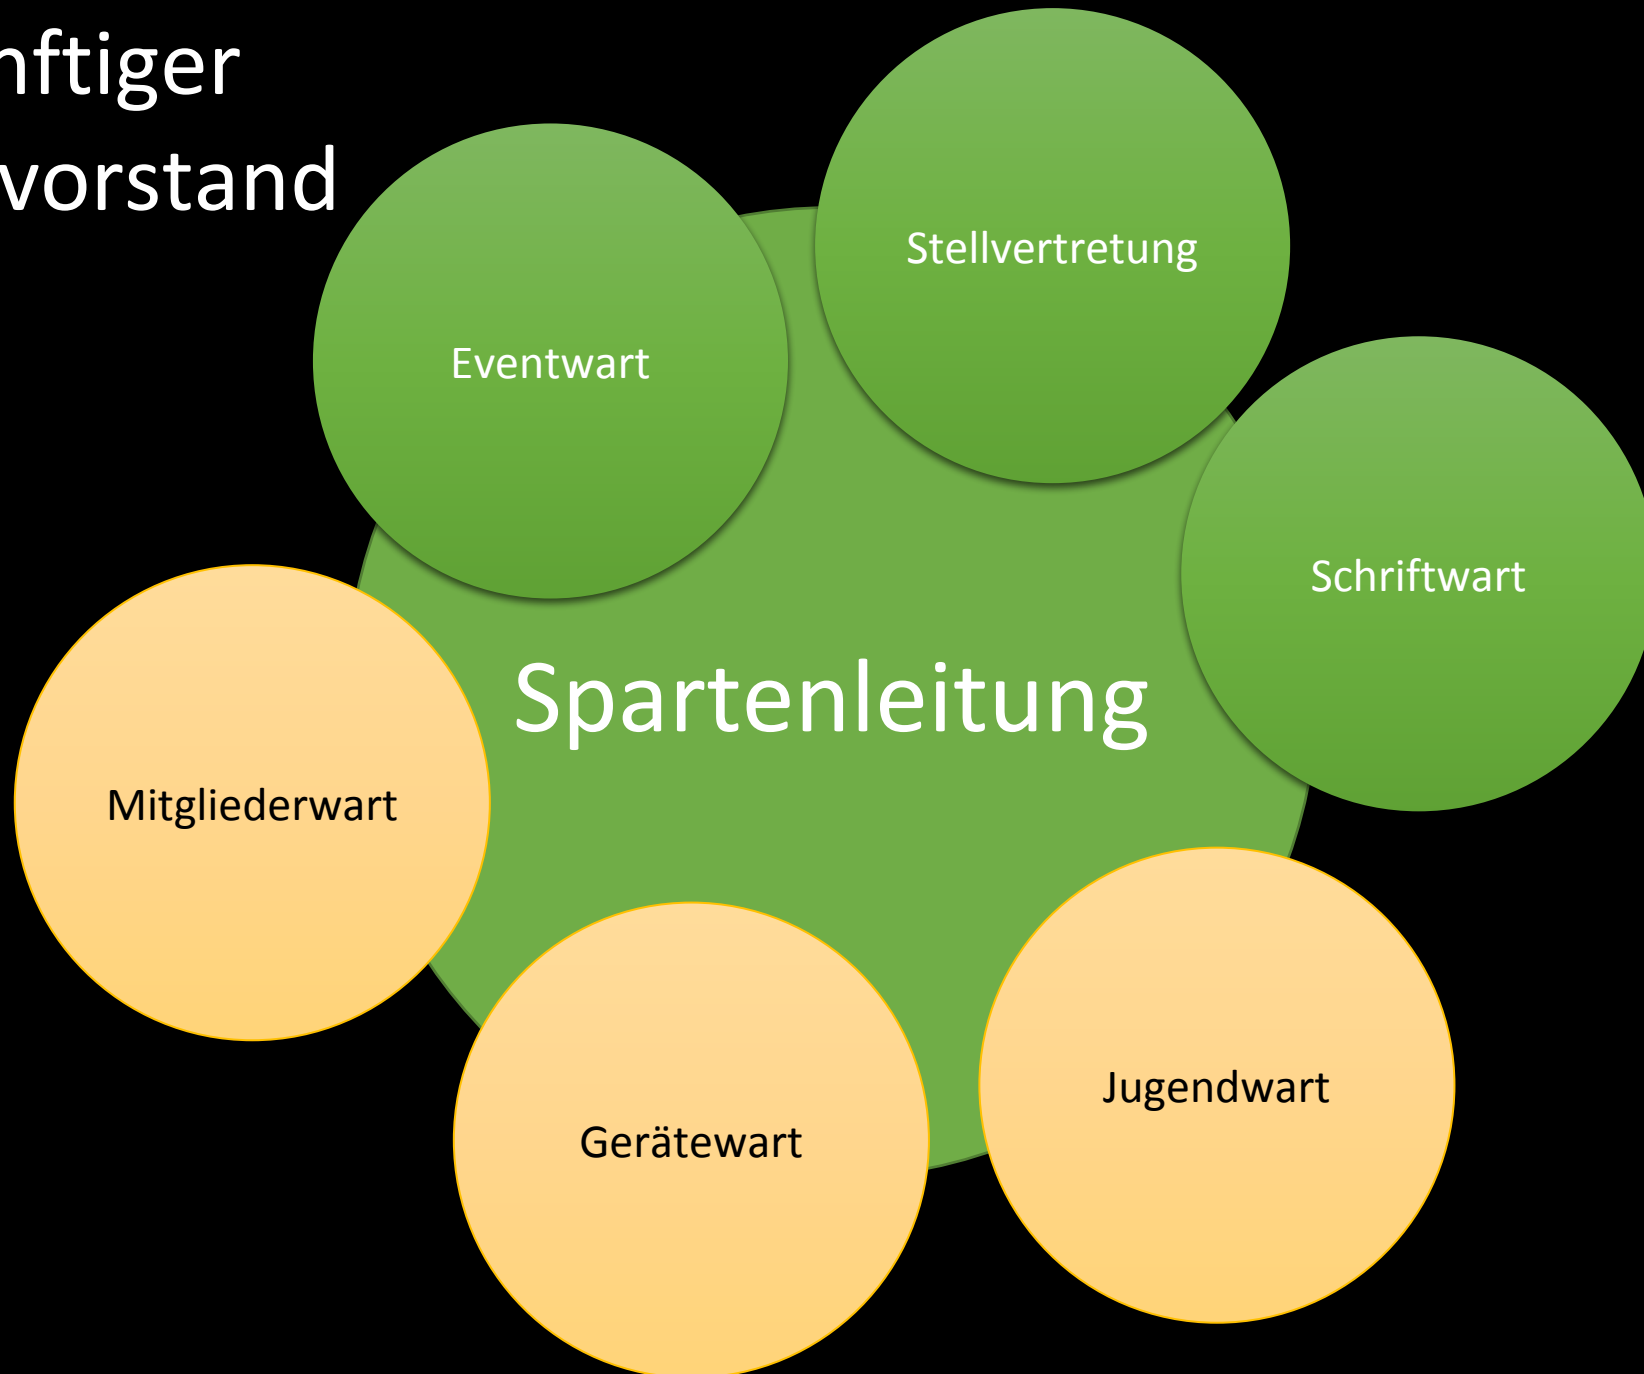 nftiger
vorstand
Stellvertretung
Eventwart
Schriftwart
Spartenleitung
Mitgliederwart
Jugendwart
Gerätewart